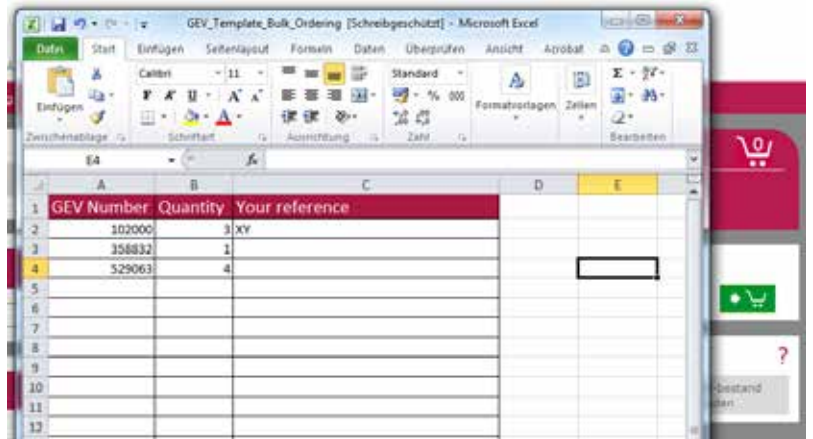 GEV_Template_Bulk_Ordering [Schreibgeschützt] - Microsoft Excel
Datei Start Einfügen Seitenlayout Formeln Daten Überprüfen Ansicht Acrobat
Calibri 11 Standard Σ
Einfügen F K U A A % 000 Formatvorlagen Zellen
Zwischenablage Schriftart Ausrichtung Zahl Bearbeiten
E4 fx
A B C D E
1 GEV Number Quantity Your reference
2 102000 3 XY
3 358832 1
4 529063 4
5
6
7
8
9
10
11
12
0
?